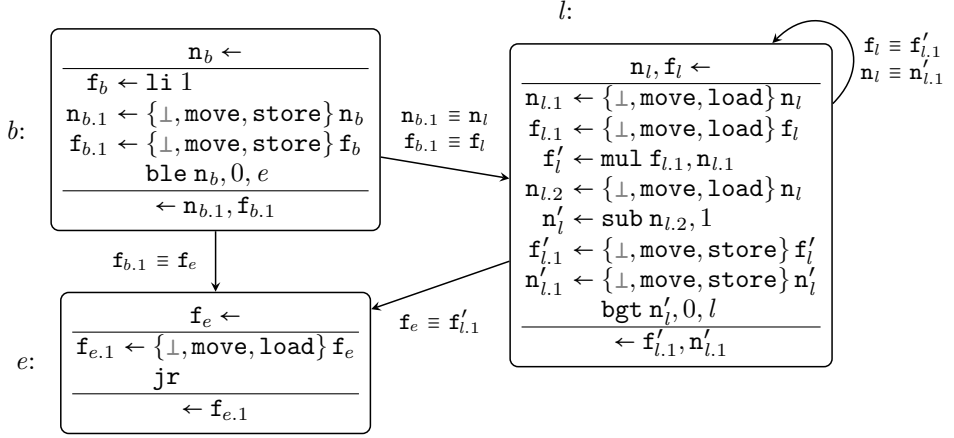 b:
n_b ←
f_b ← li 1
n_{b.1} ← {⊥, move, store} n_b
f_{b.1} ← {⊥, move, store} f_b
ble n_b, 0, e
← n_{b.1}, f_{b.1}
n_{b.1} ≡ n_l
f_{b.1} ≡ f_l
f_{b.1} ≡ f_e
l:
n_l, f_l ←
n_{l.1} ← {⊥, move, load} n_l
f_{l.1} ← {⊥, move, load} f_l
f'_l ← mul f_{l.1}, n_{l.1}
n_{l.2} ← {⊥, move, load} n_l
n'_l ← sub n_{l.2}, 1
f'_{l.1} ← {⊥, move, store} f'_l
n'_{l.1} ← {⊥, move, store} n'_l
bgt n'_l, 0, l
← f'_{l.1}, n'_{l.1}
f_l ≡ f'_{l.1}
n_l ≡ n'_{l.1}
f_e ≡ f'_{l.1}
e:
f_e ←
f_{e.1} ← {⊥, move, load} f_e
jr
← f_{e.1}